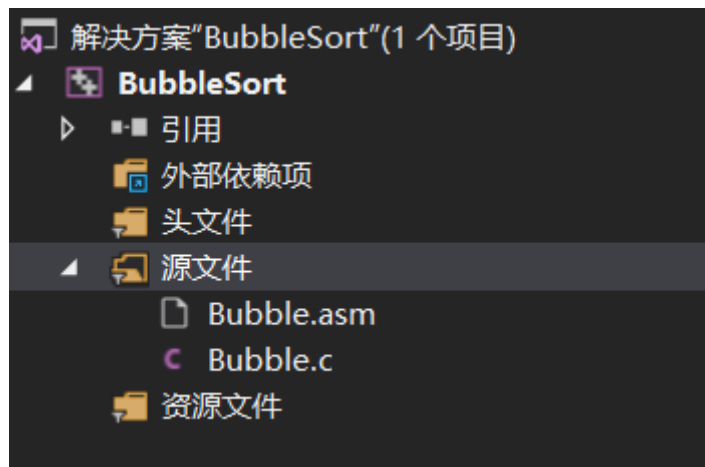 解决方案"BubbleSort"(1 个项目)
BubbleSort
引用
外部依赖项
头文件
源文件
Bubble.asm
Bubble.c
资源文件